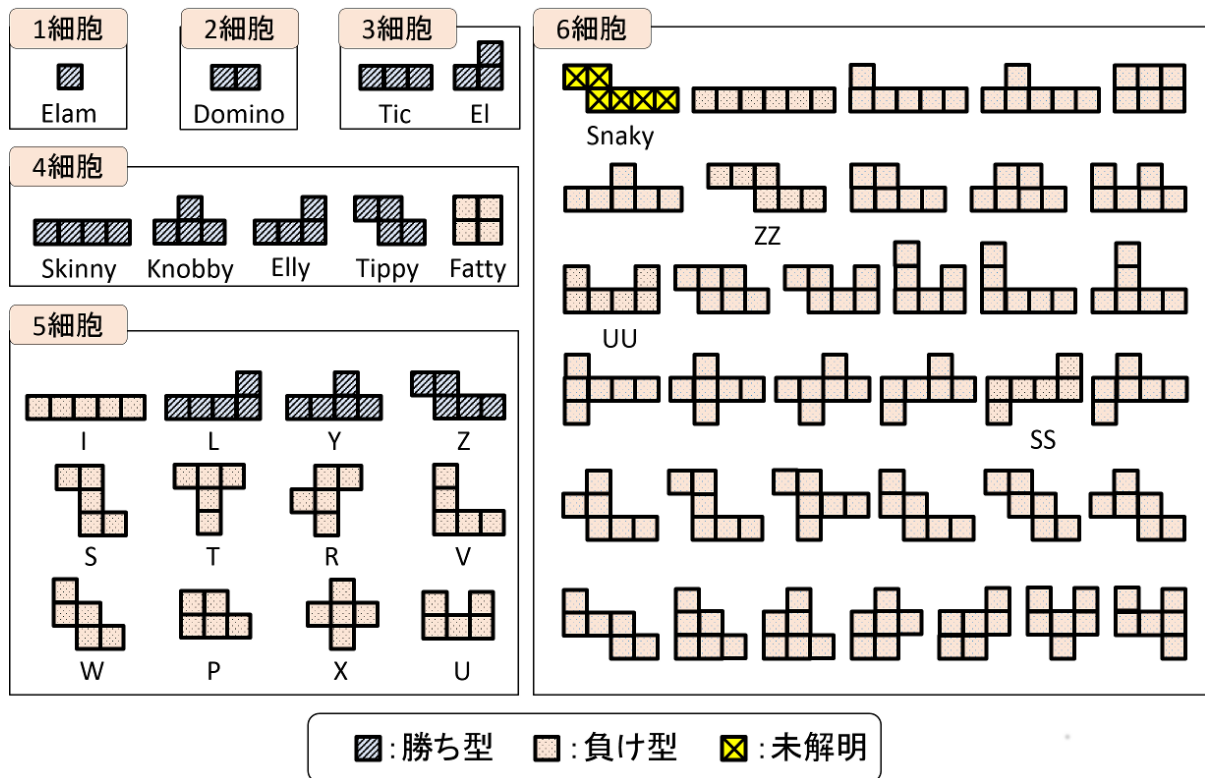 1細胞
Elam
2細胞
Domino
3細胞
Tic El
4細胞
Skinny Knobby Elly Tippy Fatty
5細胞
I L Y Z
S T R V
W P X U
6細胞
Snaky
ZZ
UU
SS
:勝ち型 :負け型 :未解明